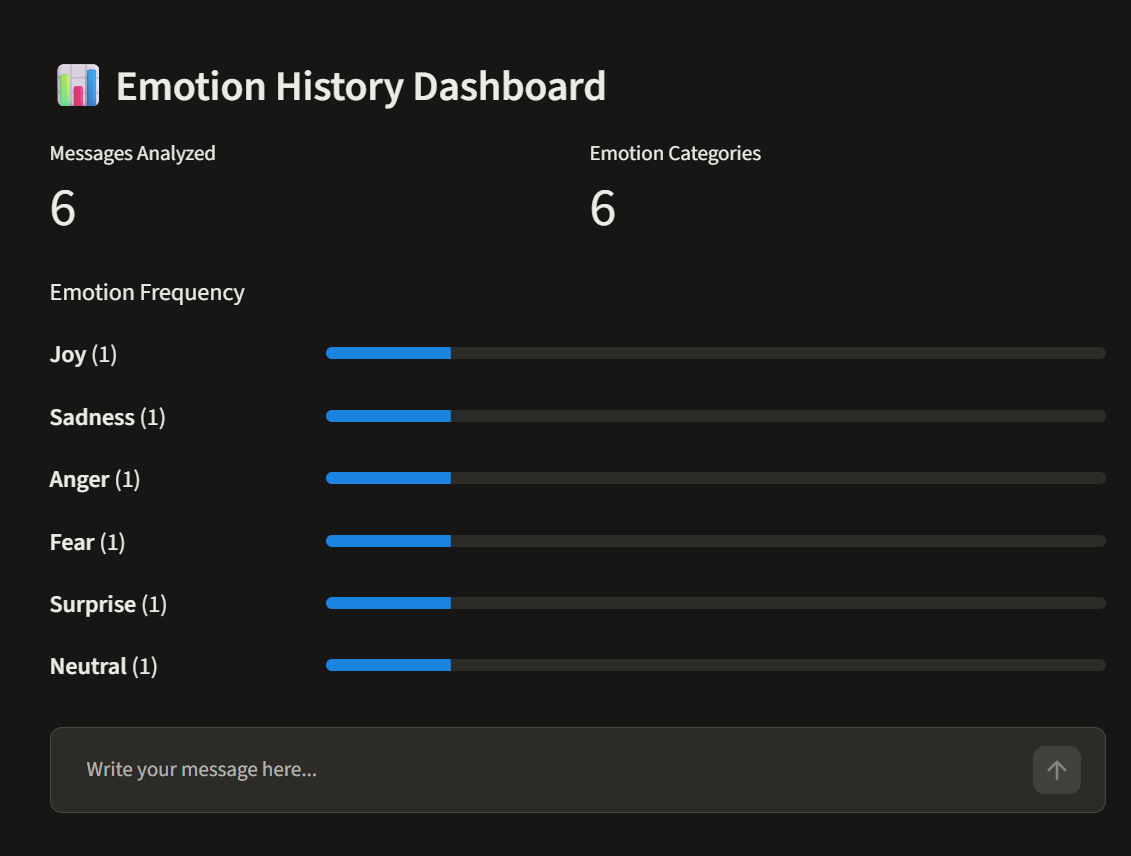 Emotion History Dashboard
Messages Analyzed
Emotion Categories
6
6
Emotion Frequency
Joy (1)
Sadness (1)
Anger (1)
Fear (1)
Surprise (1)
Neutral (1)
Write your message here...